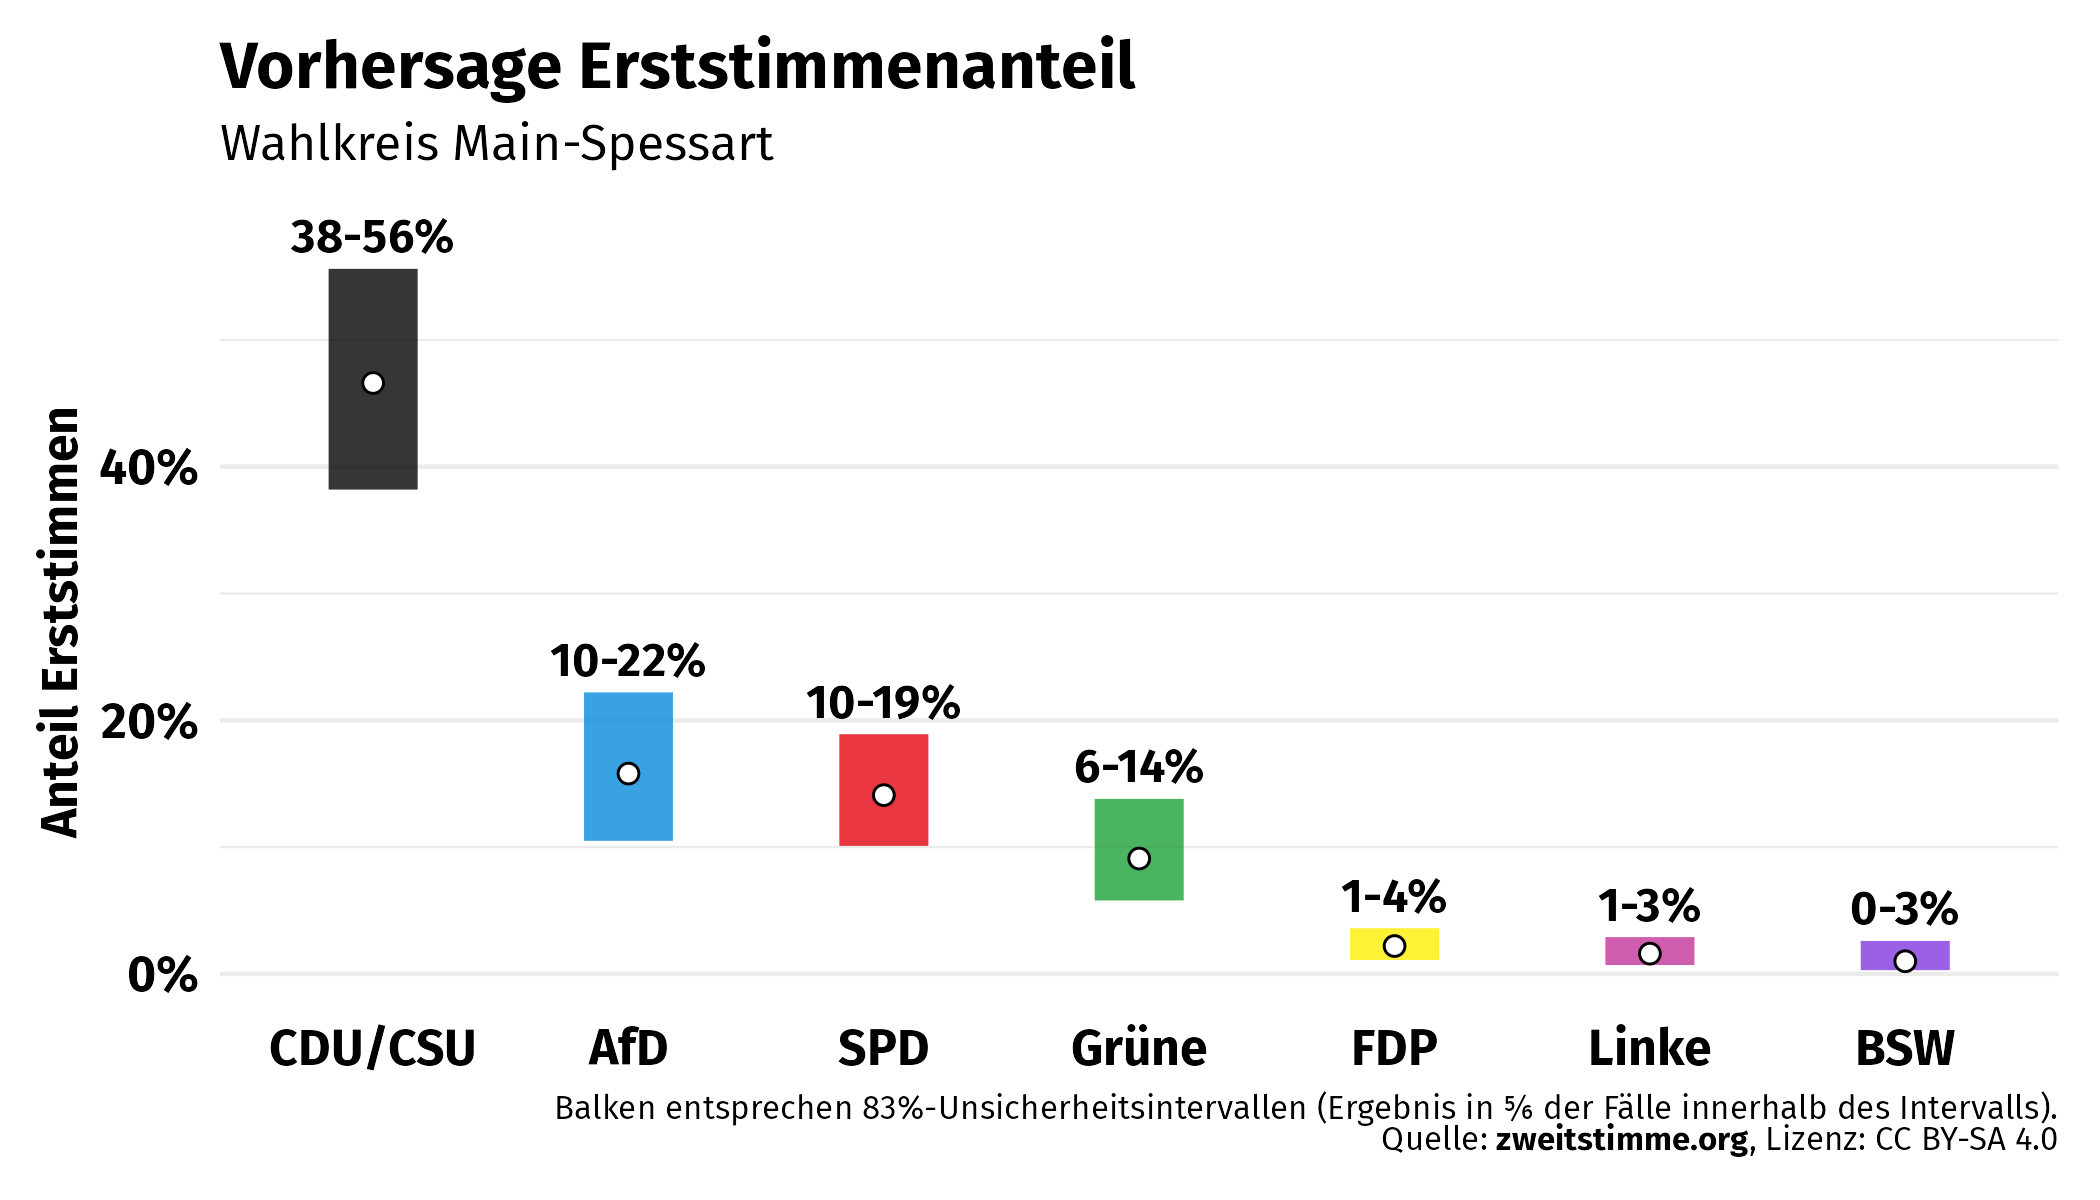 Vorhersage Erststimmenanteil
Wahlkreis Main-Spessart
Anteil Erststimmen
38-56%
40%
10-22%
10-19%
20%
6-14%
1-4%
1-3%
0-3%
0%
CDU/CSU AfD SPD Grüne FDP Linke BSW
Balken entsprechen 83%-Unsicherheitsintervallen (Ergebnis in ⅚ der Fälle innerhalb des Intervalls).
Quelle: zweitstimme.org, Lizenz: CC BY-SA 4.0